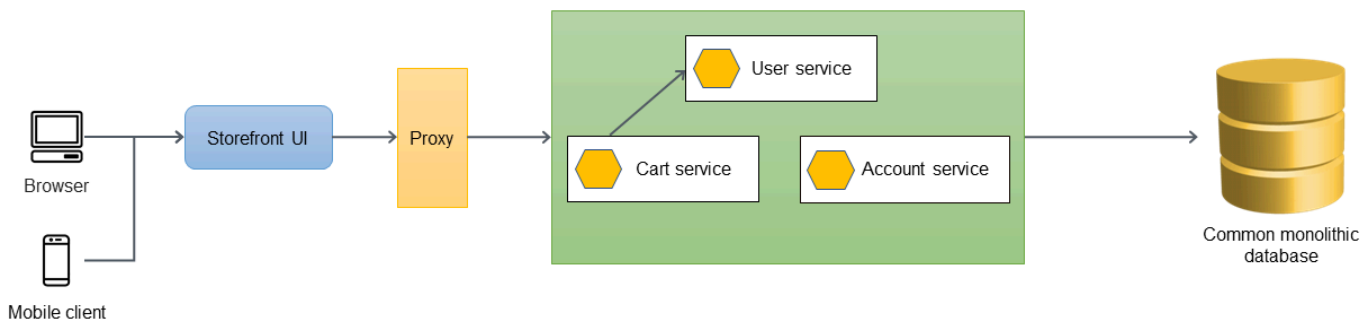 Browser
Mobile client
Storefront UI
Proxy
User service
Cart service
Account service
Common monolithic
database